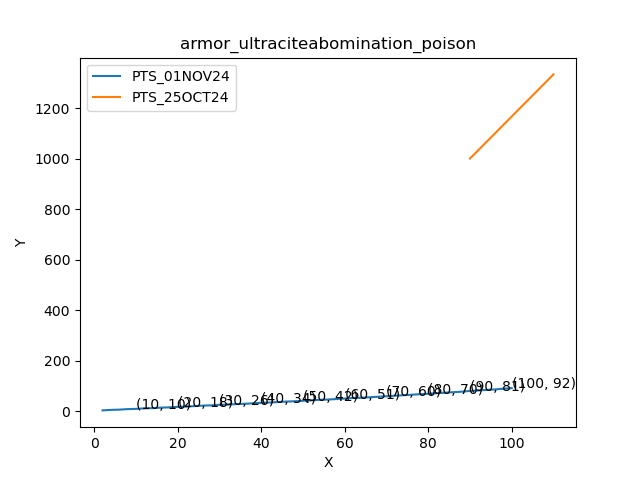 armor_ultraciteabomination_poison
PTS_01NOV24
PTS_25OCT24
1200
1000
800
600
400
200
0
Y
(10, 10)
(20, 18)
(30, 26)
(40, 34)
(50, 42)
(60, 51)
(70, 60)
(80, 70)
(90, 81)
(100, 92)
0 20 40 60 80 100
X